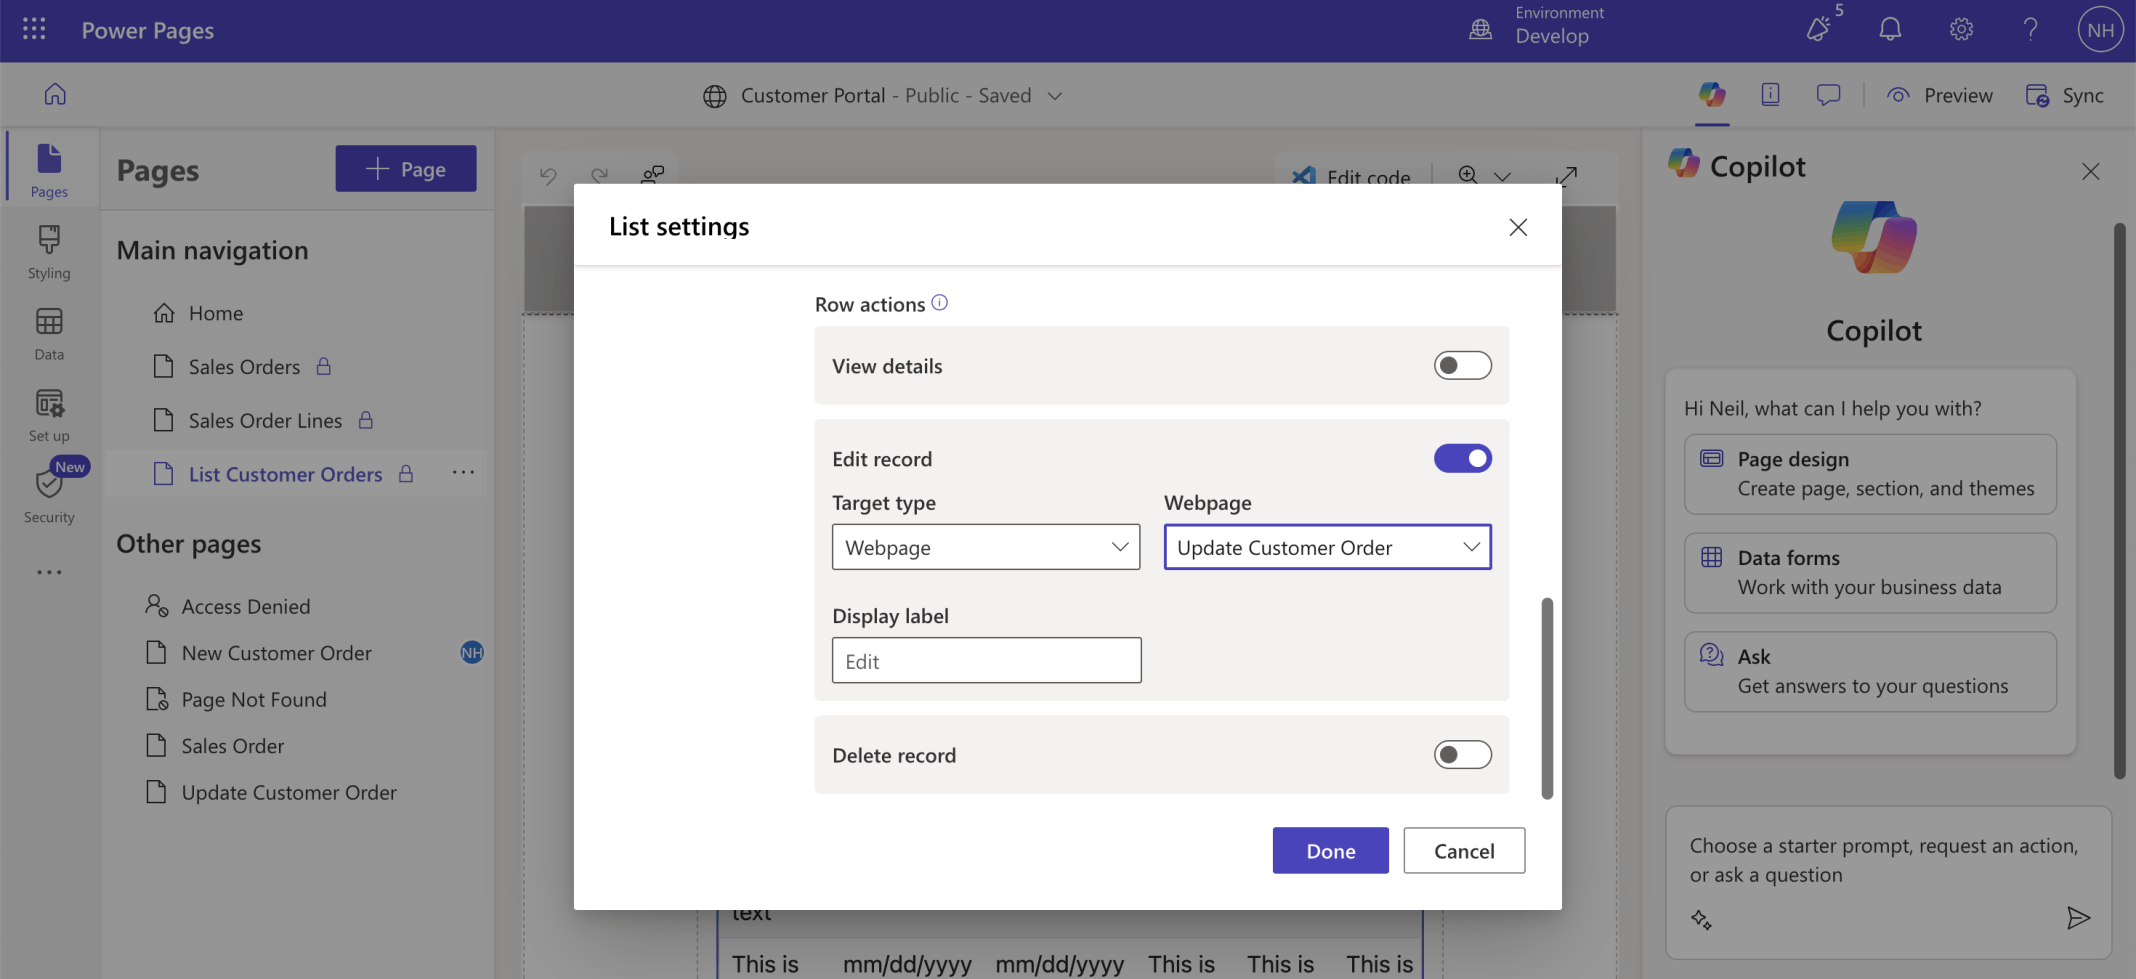 Power Pages
Environment
Develop
5
NH
Customer Portal - Public - Saved
Preview
Sync
Pages
Styling
Data
Set up
New
Security
Pages
Page
Main navigation
Home
Sales Orders
Sales Order Lines
List Customer Orders
Other pages
Access Denied
New Customer Order
NH
Page Not Found
Sales Order
Update Customer Order
Edit code
List settings
Row actions
View details
Edit record
Target type
Webpage
Webpage
Update Customer Order
Display label
Edit
Delete record
Done
Cancel
text
This is mm/dd/yyyy mm/dd/yyyy This is This is This is
Copilot
Copilot
Hi Neil, what can I help you with?
Page design
Create page, section, and themes
Data forms
Work with your business data
Ask
Get answers to your questions
Choose a starter prompt, request an action,
or ask a question